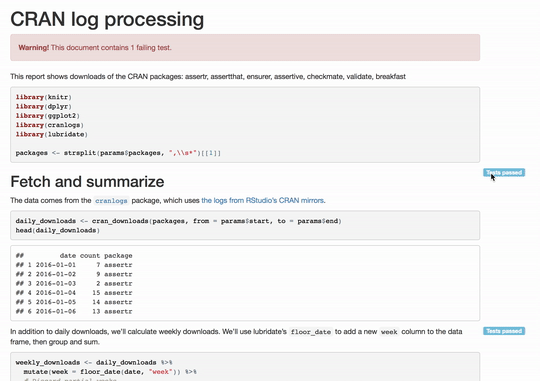 CRAN log processing
Warning! This document contains 1 failing test.
This report shows downloads of the CRAN packages: assertr, assertthat, ensurer, assertive, checkmate, validate, breakfast
library(knitr)
library(dplyr)
library(ggplot2)
library(cranlogs)
library(lubridate)
packages <- strsplit(params$packages, ",\\s*")[[1]]
Tests passed
Fetch and summarize
The data comes from the cranlogs package, which uses the logs from RStudio's CRAN mirrors.
daily_downloads <- cran_downloads(packages, from = params$start, to = params$end)
head(daily_downloads)
## date count package
## 1 2016-01-01 7 assertr
## 2 2016-01-02 9 assertr
## 3 2016-01-03 2 assertr
## 4 2016-01-04 15 assertr
## 5 2016-01-05 14 assertr
## 6 2016-01-06 13 assertr
In addition to daily downloads, we'll calculate weekly downloads. We'll use lubridate's floor_date to add a new week column to the data
frame, then group and sum.
Tests passed
weekly_downloads <- daily_downloads %>%
mutate(week = floor_date(date, "week")) %>%